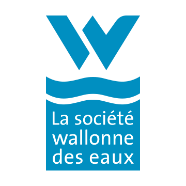 W
La société
wallonne
des eaux